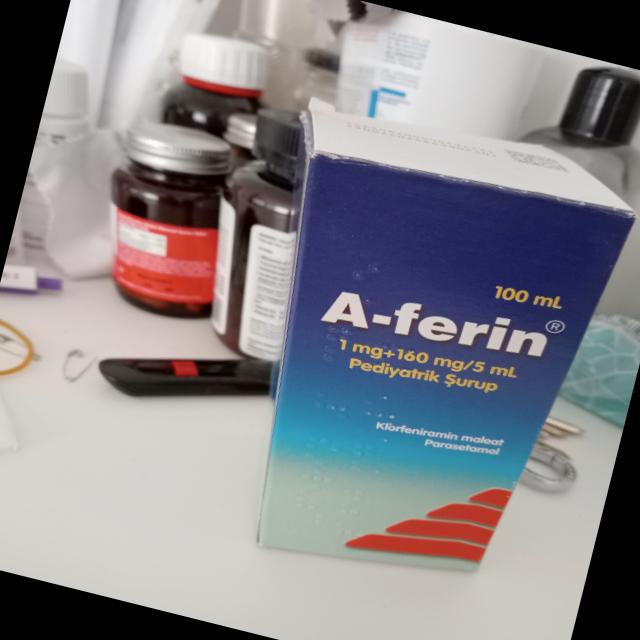 100 mL
A-ferin®
1 mg+160 mg/5 mL
Pediyatrik Şurup
Klorfeniramin maleat
Parasetamol